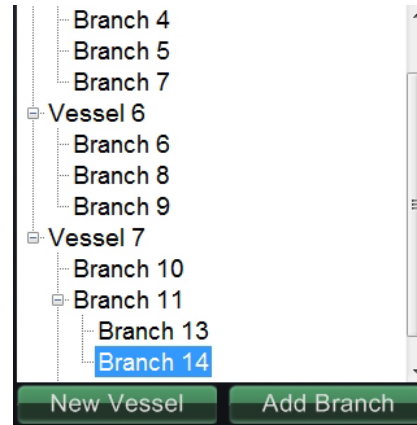 Branch 4
Branch 5
Branch 7
Vessel 6
Branch 6
Branch 8
Branch 9
Vessel 7
Branch 10
Branch 11
Branch 13
Branch 14
New Vessel Add Branch